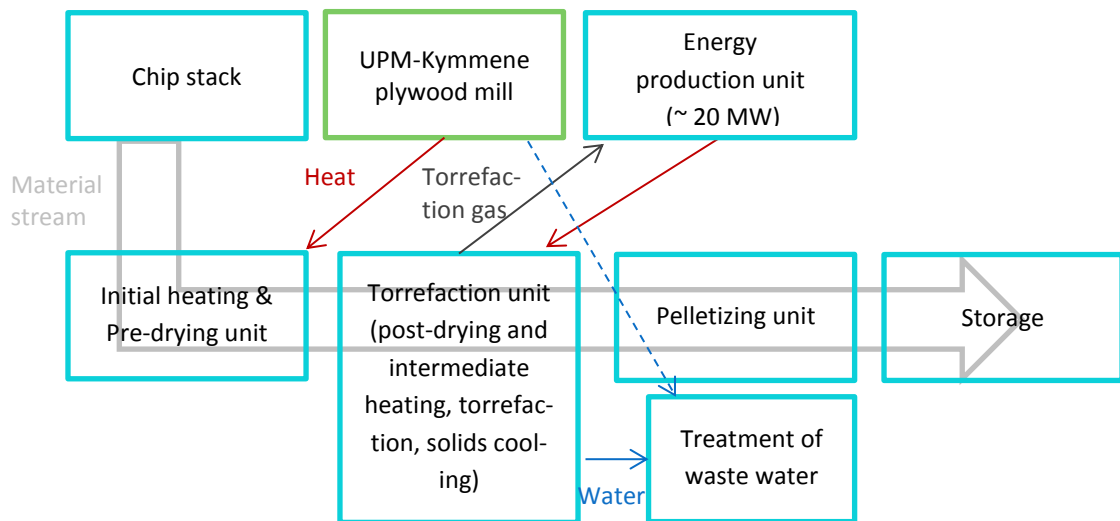 Chip stack
UPM-Kymmene
plywood mill
Energy
production unit
(~ 20 MW)
Material
stream
Heat
Torrefac-
tion gas
Initial heating &
Pre-drying unit
Torrefaction unit
(post-drying and
intermediate
heating, torrefac-
tion, solids cool-
ing)
Pelletizing unit
Storage
Treatment of
waste water
Water